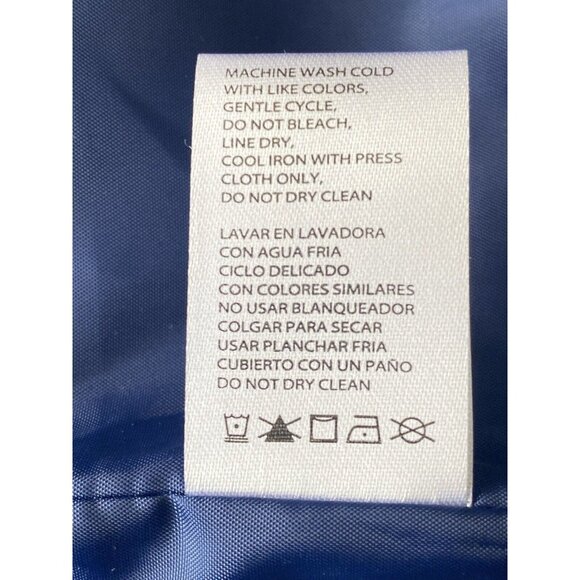 MACHINE WASH COLD
WITH LIKE COLORS,
GENTLE CYCLE,
DO NOT BLEACH,
LINE DRY,
COOL IRON WITH PRESS
CLOTH ONLY,
DO NOT DRY CLEAN
LAVAR EN LAVADORA
CON AGUA FRIA
CICLO DELICADO
CON COLORES SIMILARES
NO USAR BLANQUEADOR
COLGAR PARA SECAR
USAR PLANCHAR FRIA
CUBIERTO CON UN PAÑO
DO NOT DRY CLEAN